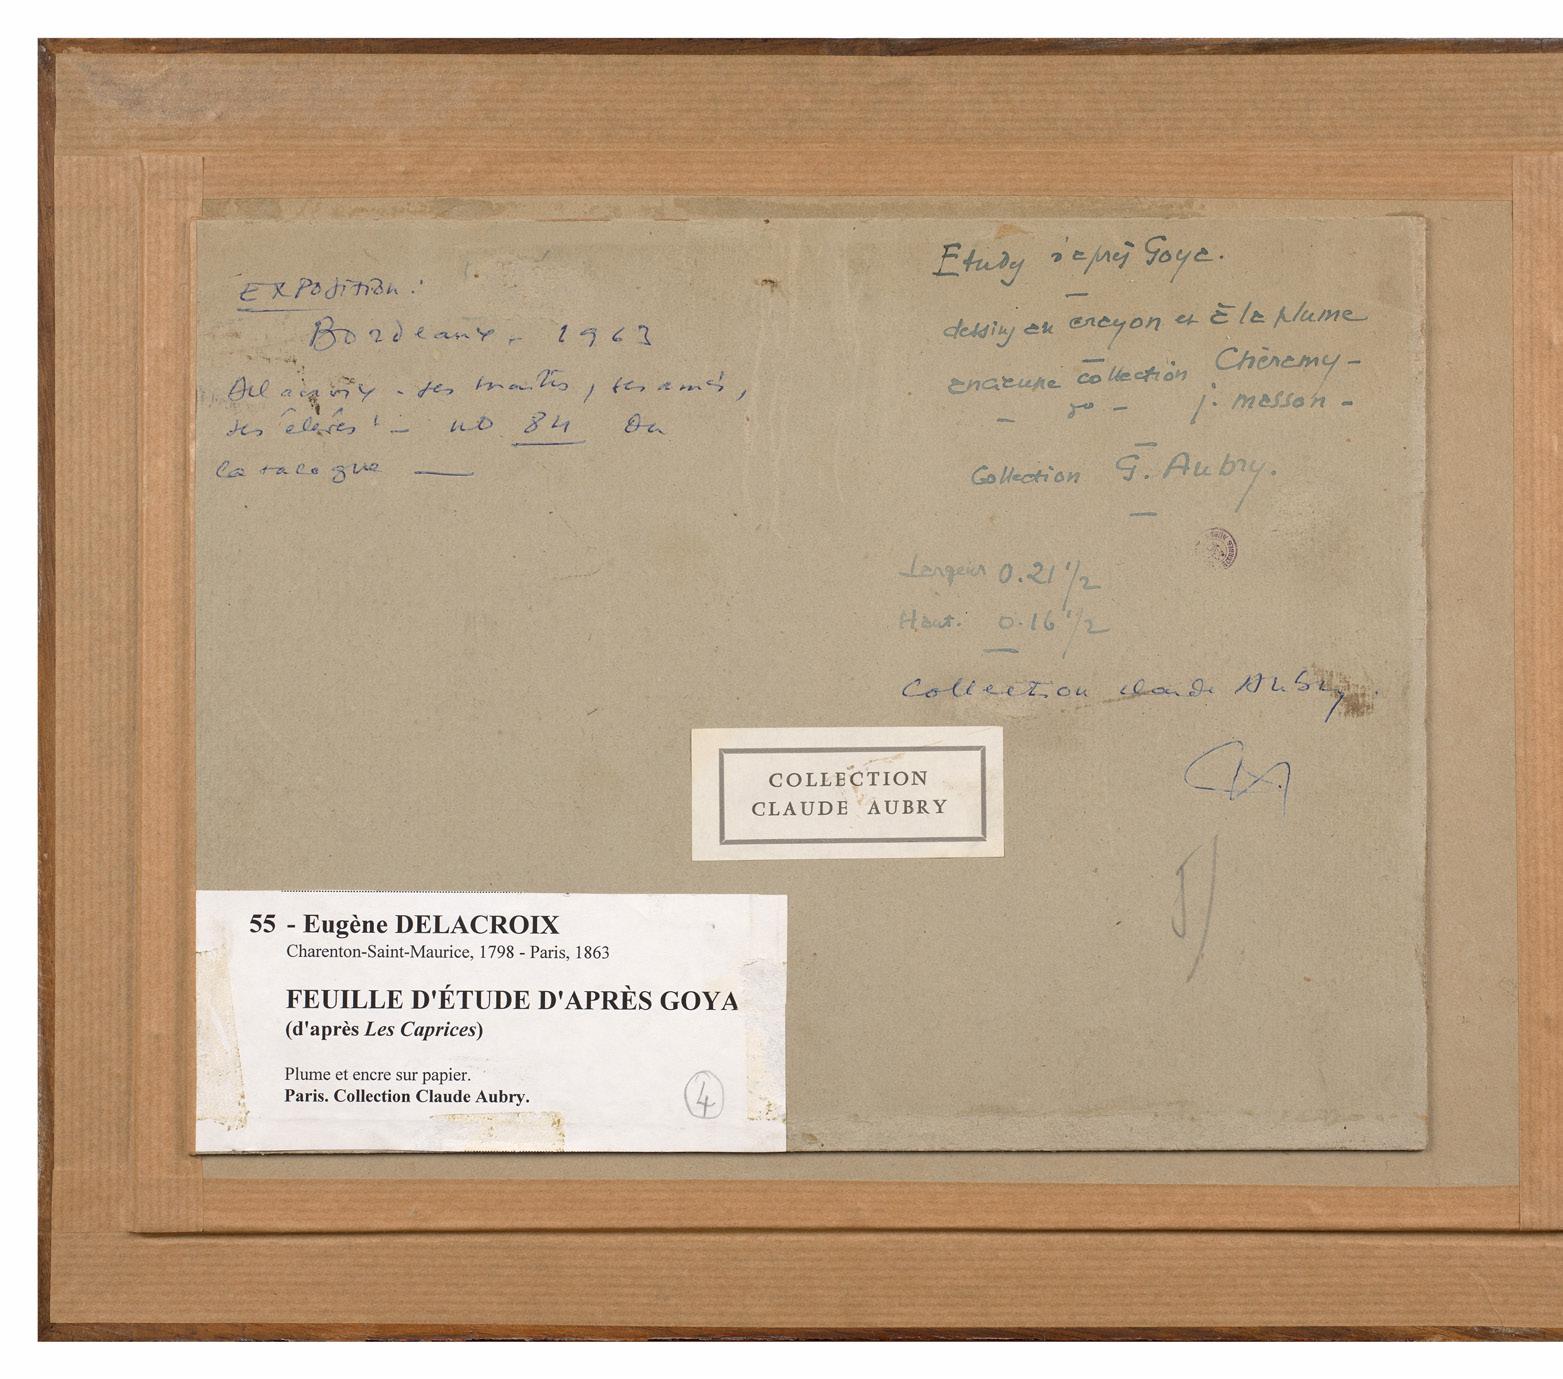 EXPosition :
Bordeaux - 1963
Delacroix - ses maîtres, ses amis,
ses élèves" - no 84 du
catalogue —
Etudes d'après Goya.
—
dessins au crayon et à la plume
—
ancienne collection Chéramy -
- do - j. masson -
—
Collection G. Aubry.
—
Largeur 0.21 1/2
Haut. 0.16 1/2
—
Collection Claude Aubry.
COLLECTION
CLAUDE AUBRY
55 - Eugène DELACROIX
Charenton-Saint-Maurice, 1798 - Paris, 1863
FEUILLE D'ÉTUDE D'APRÈS GOYA
(d'après Les Caprices)
Plume et encre sur papier.
Paris. Collection Claude Aubry.
4